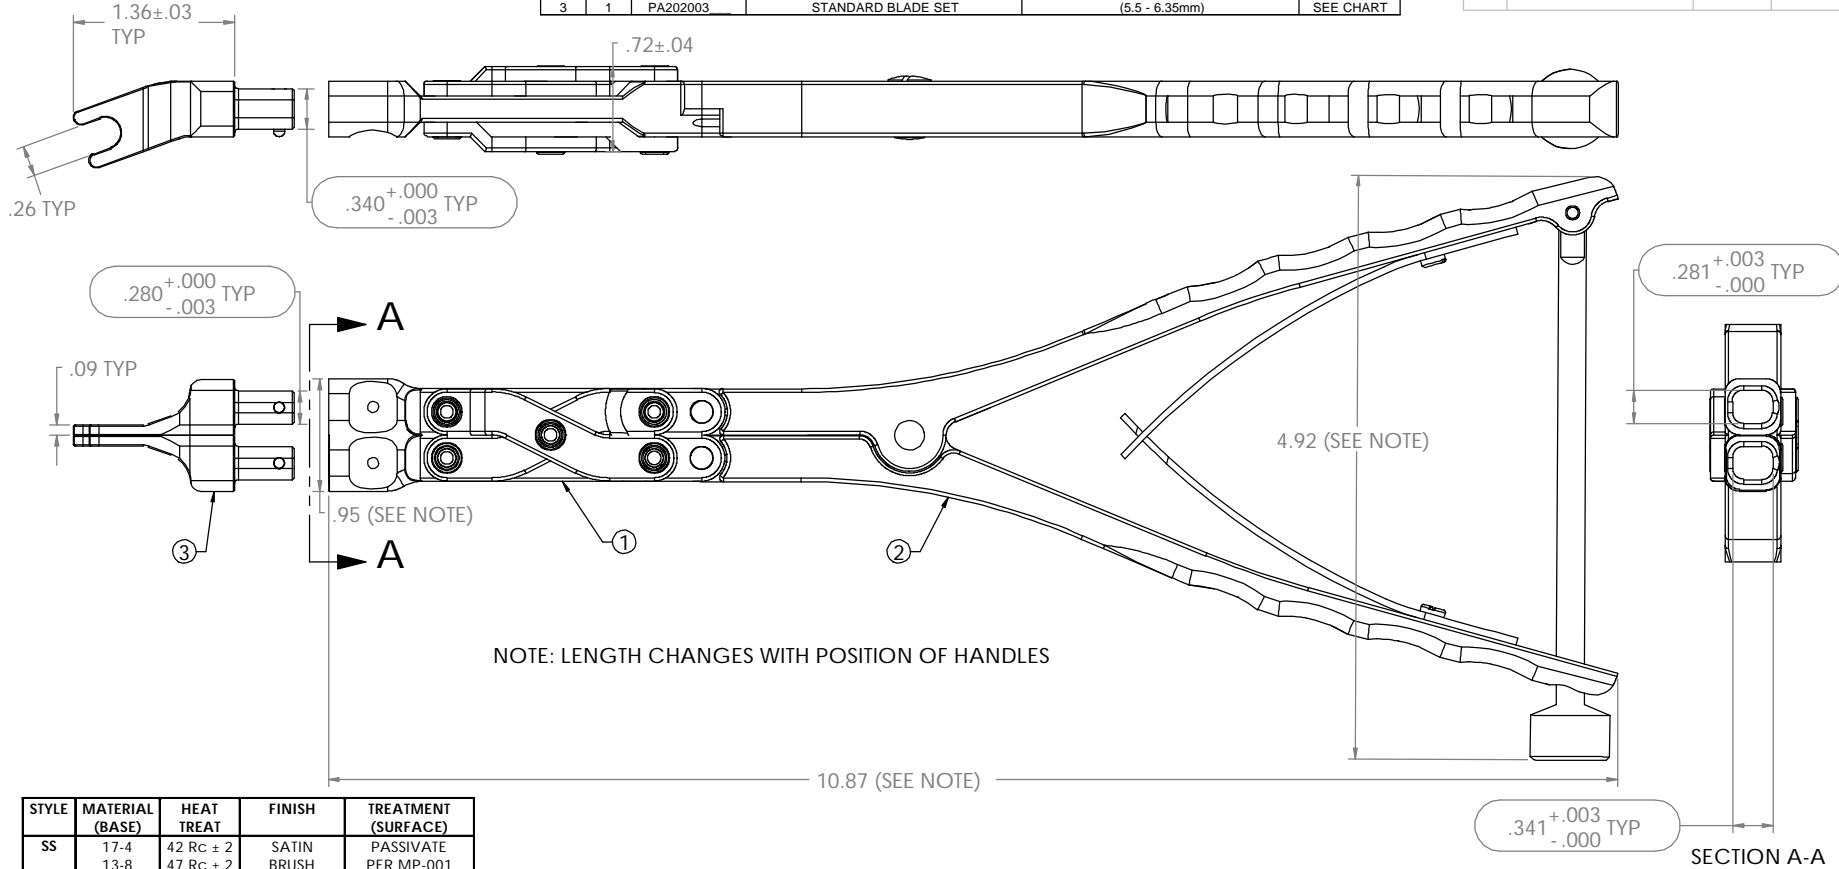 3 1 PA202003___ STANDARD BLADE SET (5.5 - 6.35mm) SEE CHART
1.36±.03
TYP
.72±.04
.26 TYP
.340 +.000 TYP
-.003
.280 +.000 TYP
-.003
.281 +.003 TYP
-.000
A
.09 TYP
4.92 (SEE NOTE)
.95 (SEE NOTE)
3
A
1
2
NOTE: LENGTH CHANGES WITH POSITION OF HANDLES
10.87 (SEE NOTE)
STYLE MATERIAL (BASE) HEAT TREAT FINISH TREATMENT (SURFACE)
SS 17-4 42 Rc ± 2 SATIN PASSIVATE
13-8 47 Rc ± 2 BRUSH PER MP-001
.341 +.003 TYP
-.000
SECTION A-A